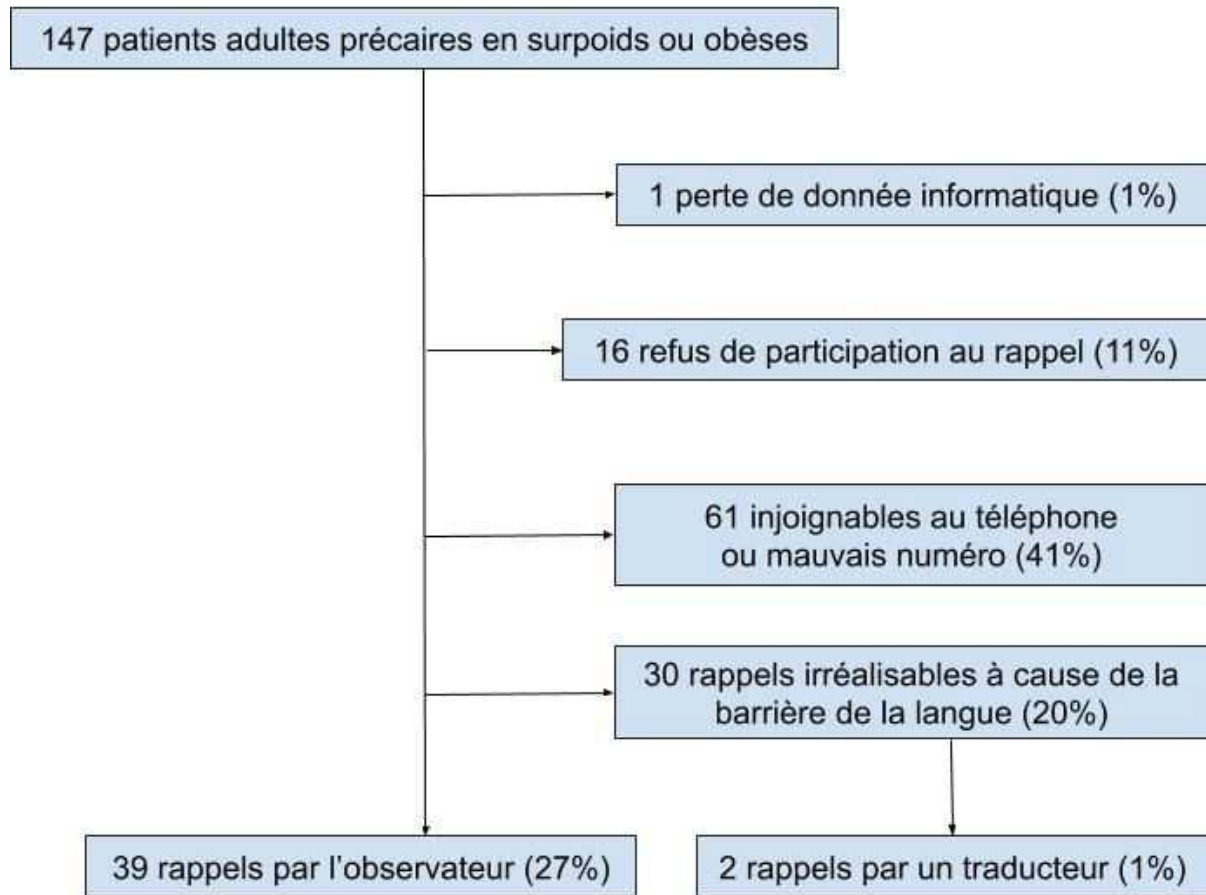 147 patients adultes précaires en surpoids ou obèses
1 perte de donnée informatique (1%)
16 refus de participation au rappel (11%)
61 injoignables au téléphone
ou mauvais numéro (41%)
30 rappels irréalisables à cause de la
barrière de la langue (20%)
39 rappels par l'observateur (27%)
2 rappels par un traducteur (1%)